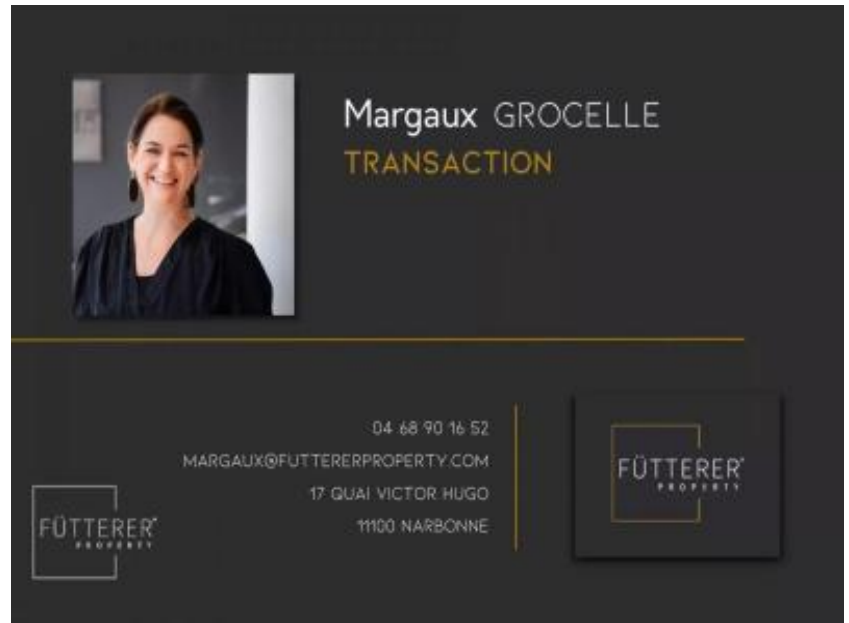 Margaux GROCELLE
TRANSACTION
04 68 90 16 52
MARGAUX@FUTTERERPROPERTY.COM
17 QUAI VICTOR HUGO
11100 NARBONNE
FÜTTERER®
PROPERTY
FÜTTERER®
PROPERTY